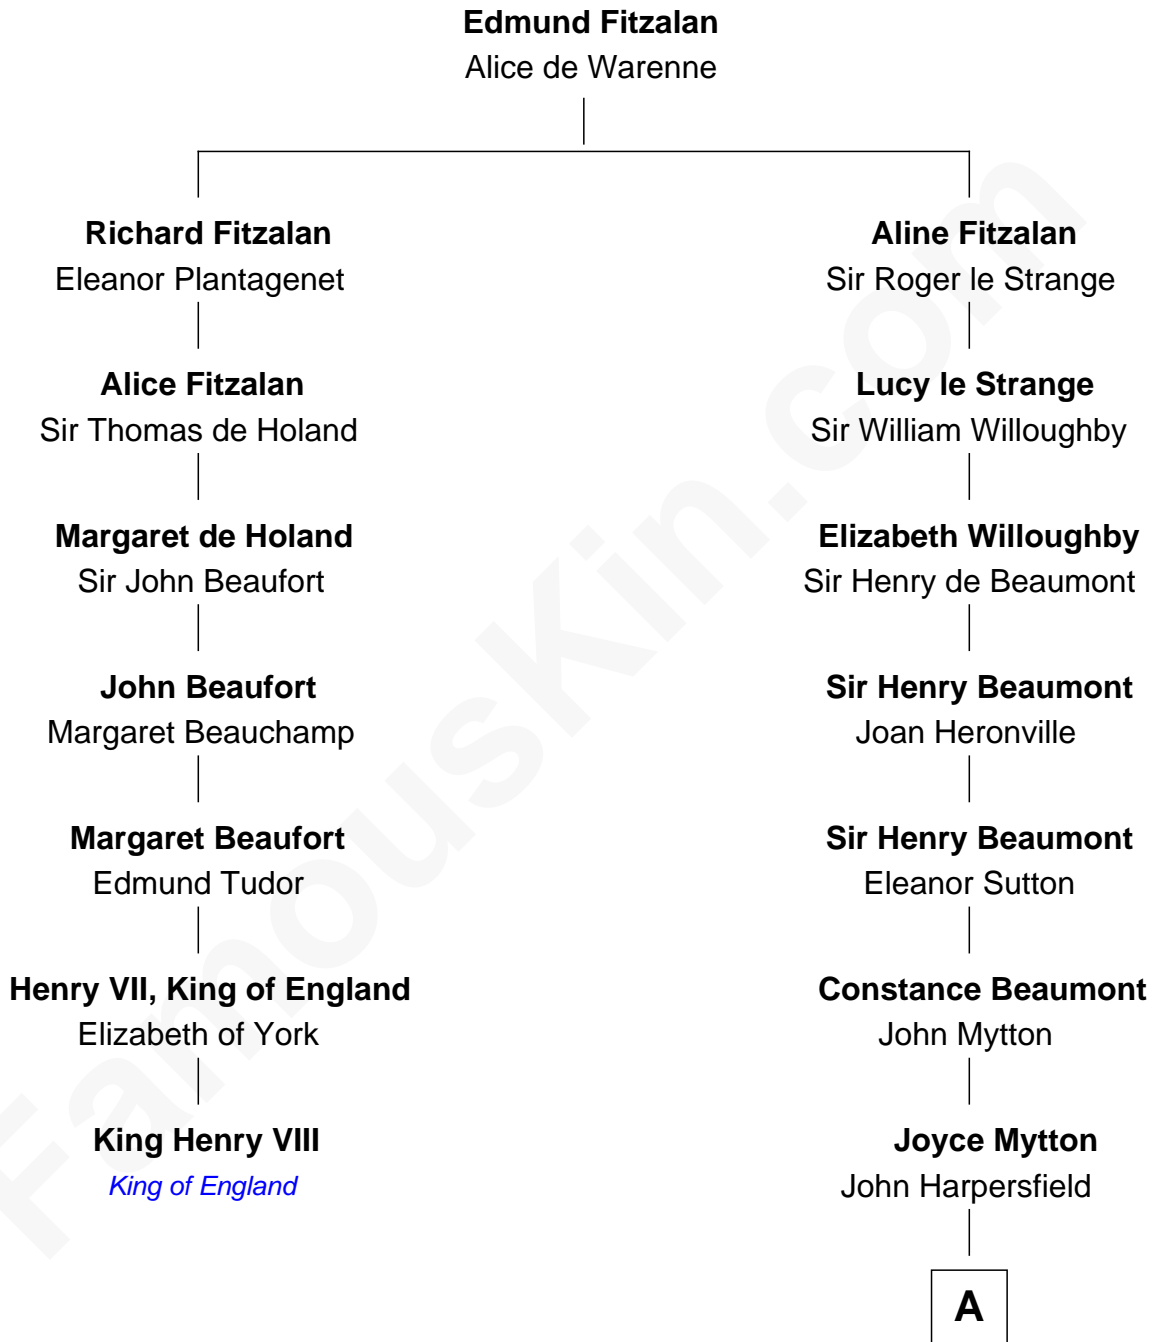 Edmund Fitzalan
Alice de Warenne
Richard Fitzalan
Eleanor Plantagenet
Aline Fitzalan
Sir Roger le Strange
Alice Fitzalan
Sir Thomas de Holand
Lucy le Strange
Sir William Willoughby
Margaret de Holand
Sir John Beaufort
Elizabeth Willoughby
Sir Henry de Beaumont
John Beaufort
Margaret Beauchamp
Sir Henry Beaumont
Joan Heronville
Margaret Beaufort
Edmund Tudor
Sir Henry Beaumont
Eleanor Sutton
Henry VII, King of England
Elizabeth of York
Constance Beaumont
John Mytton
King Henry VIII
King of England
Joyce Mytton
John Harpersfield
A
FamousKin.com